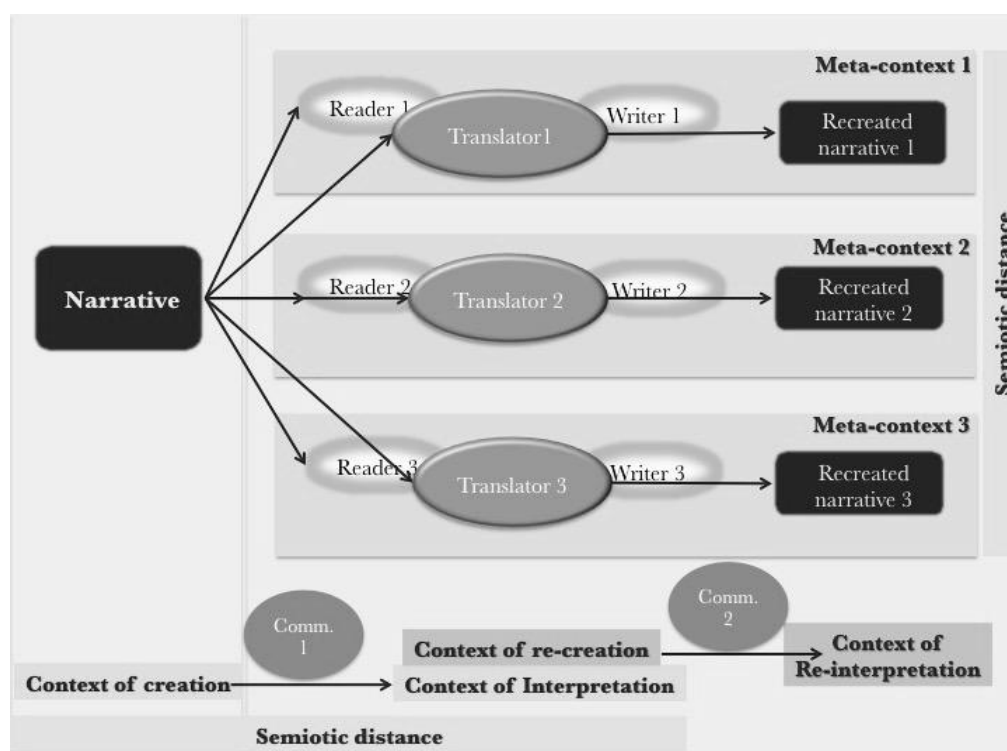 Meta-context 1
Reader 1
Writer 1
Translator1
Recreated
narrative 1
Meta-context 2
Narrative
Reader 2
Translator 2
Writer 2
Recreated
narrative 2
Semiotic distance
Meta-context 3
Reader 3
Translator 3
Writer 3
Recreated
narrative 3
Comm.
1
Comm.
2
Context of re-creation
Context of
Re-interpretation
Context of creation
Context of Interpretation
Semiotic distance